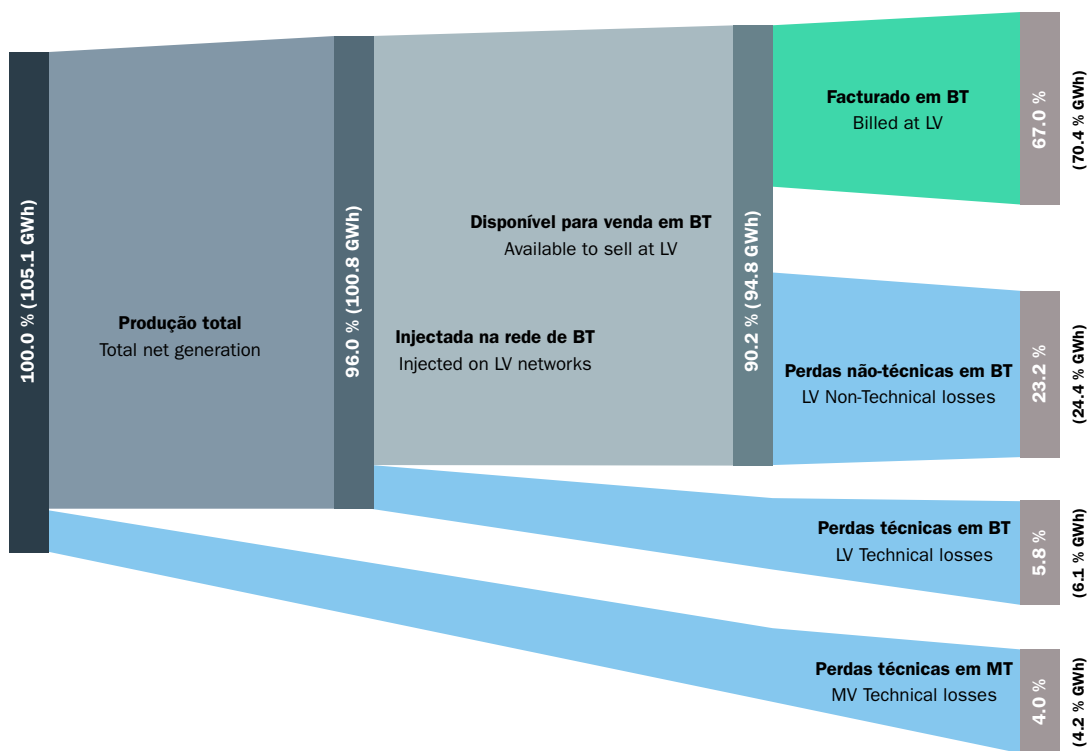 100.0 % (105.1 GWh)
Produção total
Total net generation
96.0 % (100.8 GWh)
Disponível para venda em BT
Available to sell at LV
Injectada na rede de BT
Injected on LV networks
90.2 % (94.8 GWh)
Facturado em BT
Billed at LV
67.0 %
(70.4 % GWh)
Perdas não-técnicas em BT
LV Non-Technical losses
23.2 %
(24.4 % GWh)
Perdas técnicas em BT
LV Technical losses
5.8 %
(6.1 % GWh)
Perdas técnicas em MT
MV Technical losses
4.0 %
(4.2 % GWh)